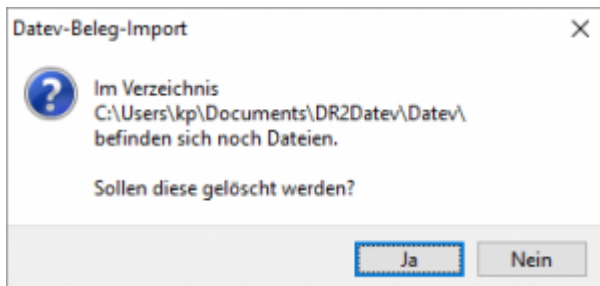 Datev-Beleg-Import
Im Verzeichnis
C:\Users\kp\Documents\DR2Datev\Datev\
befinden sich noch Dateien.
Sollen diese gelöscht werden?
Ja
Nein